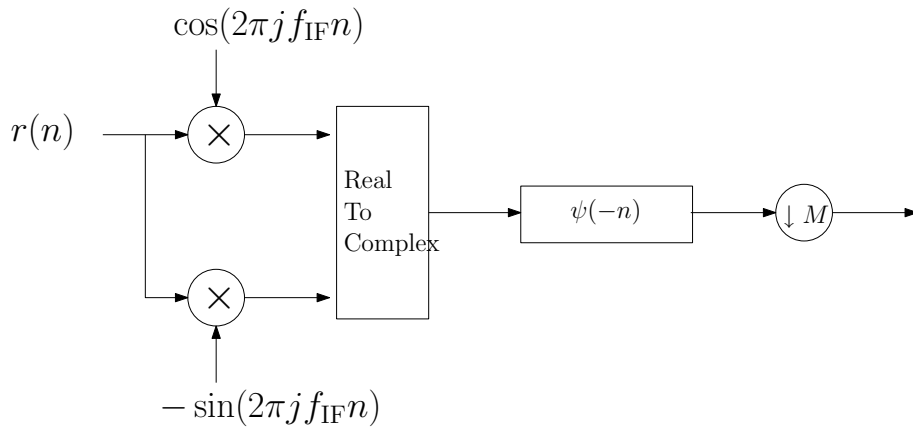 cos(2πjf_IF n)
r(n)
×
Real
To
Complex
ψ(−n)
↓ M
×
− sin(2πjf_IF n)